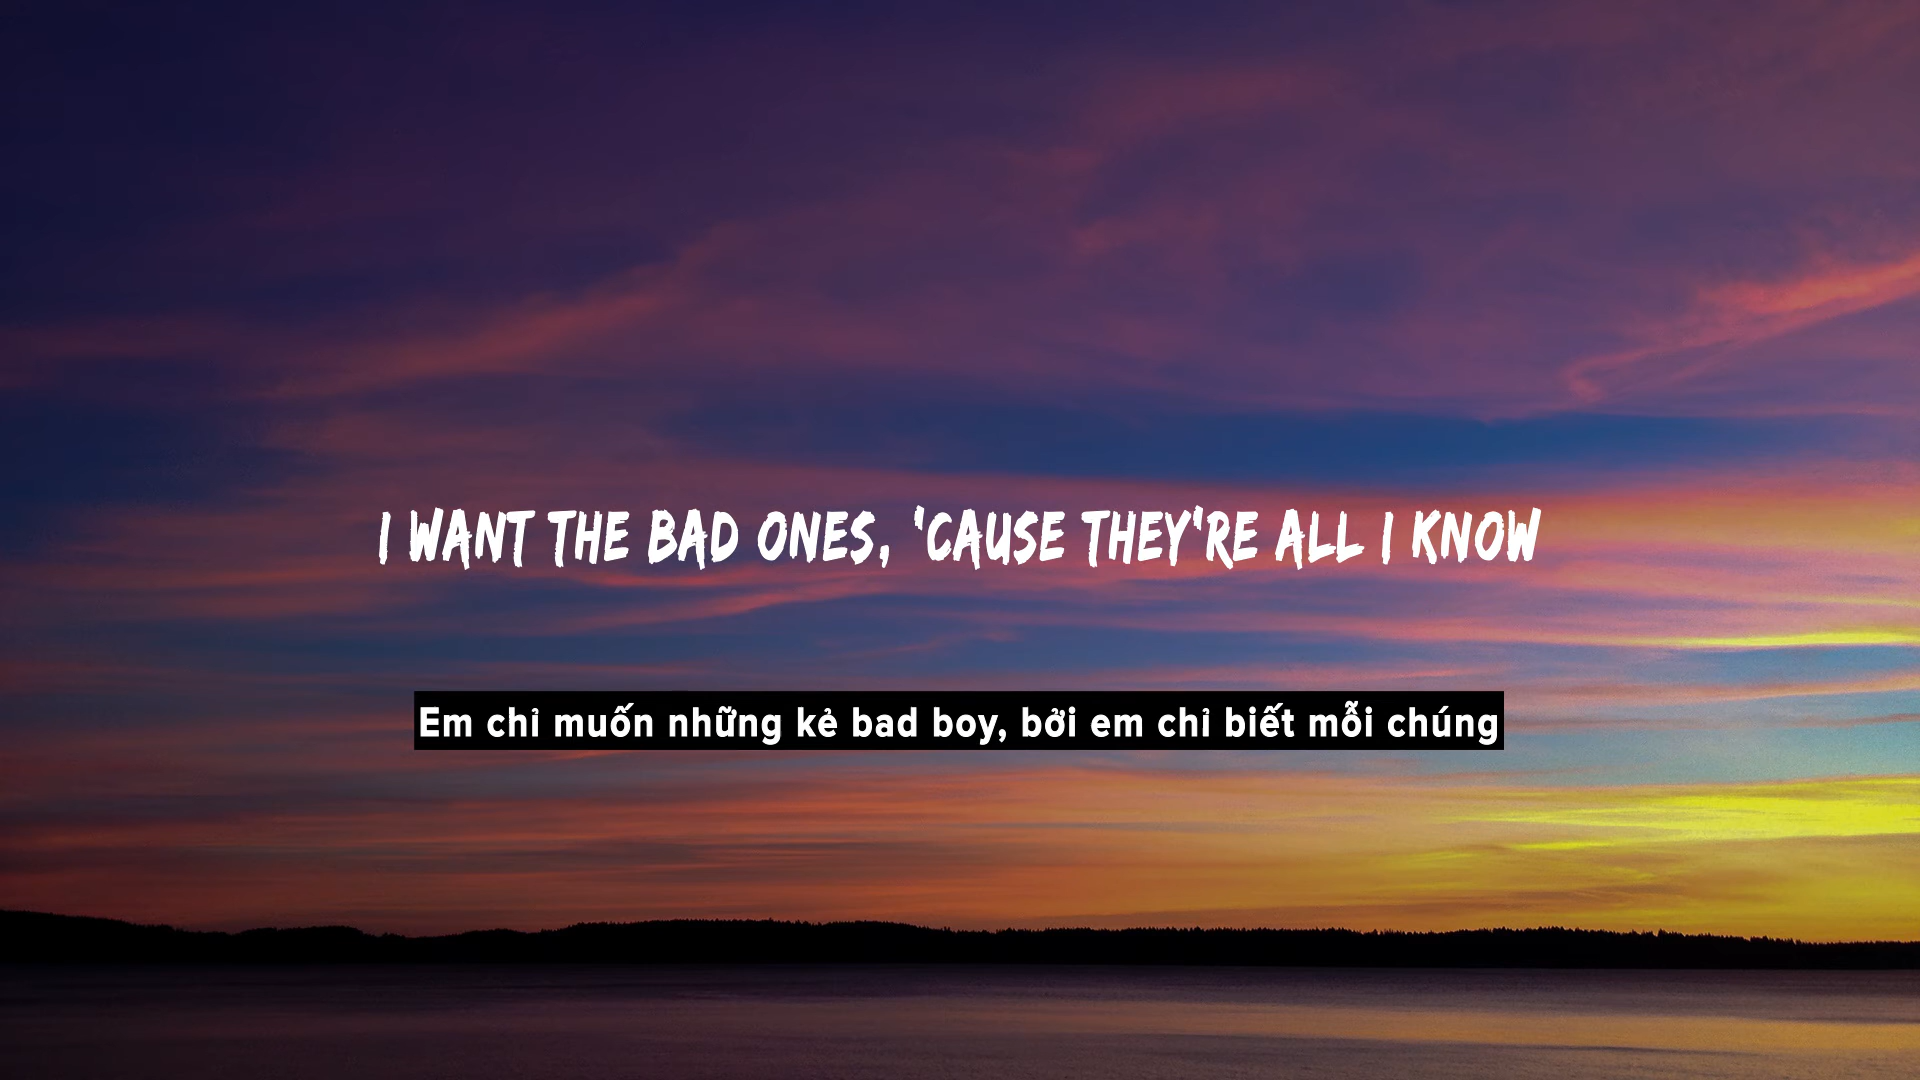 I WANT THE BAD ONES, 'CAUSE THEY'RE ALL I KNOW
Em chỉ muốn những kẻ bad boy, bởi em chỉ biết mỗi chúng